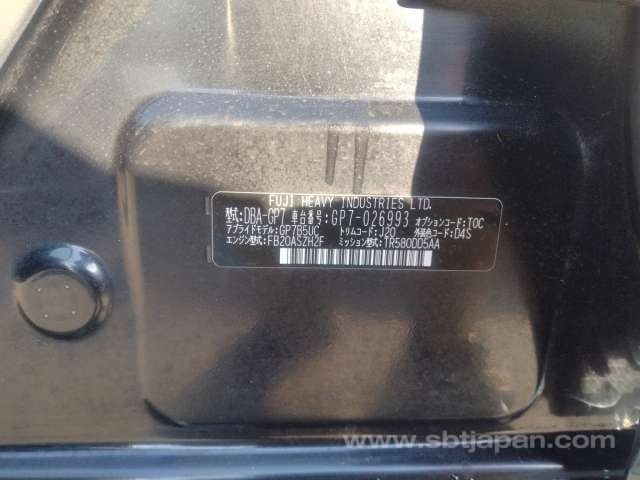 FUJI HEAVY INDUSTRIES LTD.
型式:DBA-GP7 車台番号:GP7-026993 オプションコード:TOC
アプライドモデル:GP7B5UC トリムコード:J20 外装色コード:D4S
エンジン型式:FB20ASZH2F ミッション型式:TR580DD5AA
www.sbtjapan.com